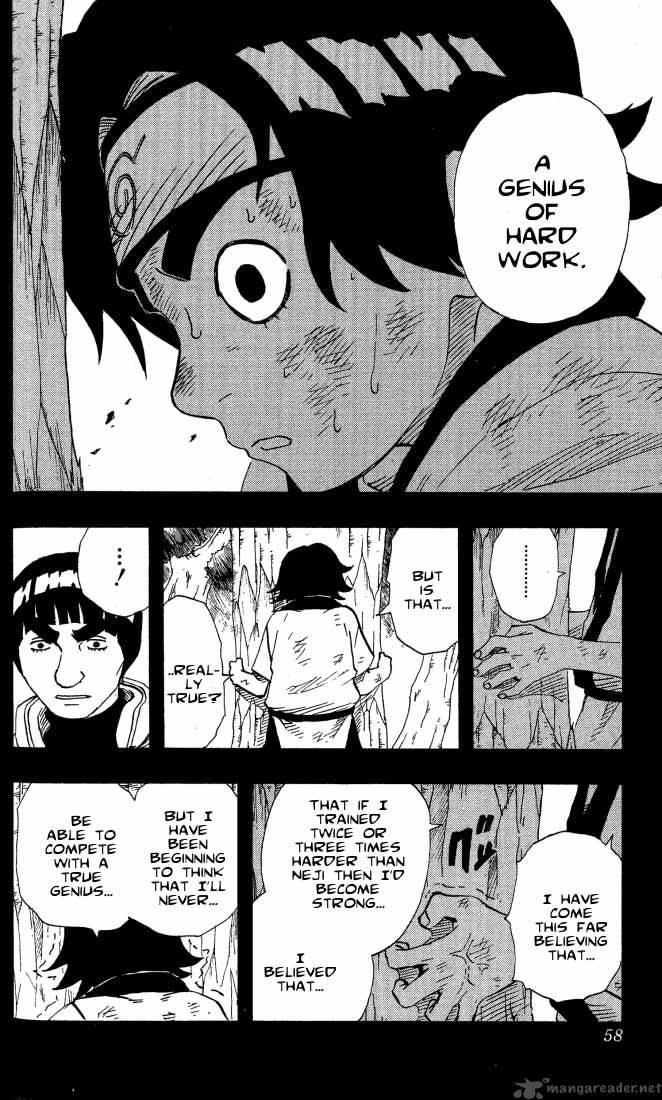 A
GENIUS
OF
HARD
WORK.
........
BUT
IS
THAT...
..REAL-
LY
TRUE?
...!
I HAVE
COME
THIS FAR
BELIEVING
THAT...
THAT IF I
TRAINED
TWICE OR
THREE TIMES
HARDER THAN
NEJI THEN I'D
BECOME
STRONG...
I
BELIEVED
THAT...
BUT I
HAVE
BEEN
BEGINNING
TO THINK
THAT I'LL
NEVER...
BE
ABLE TO
COMPETE
WITH A
TRUE
GENIUS...
58
mangareader.net